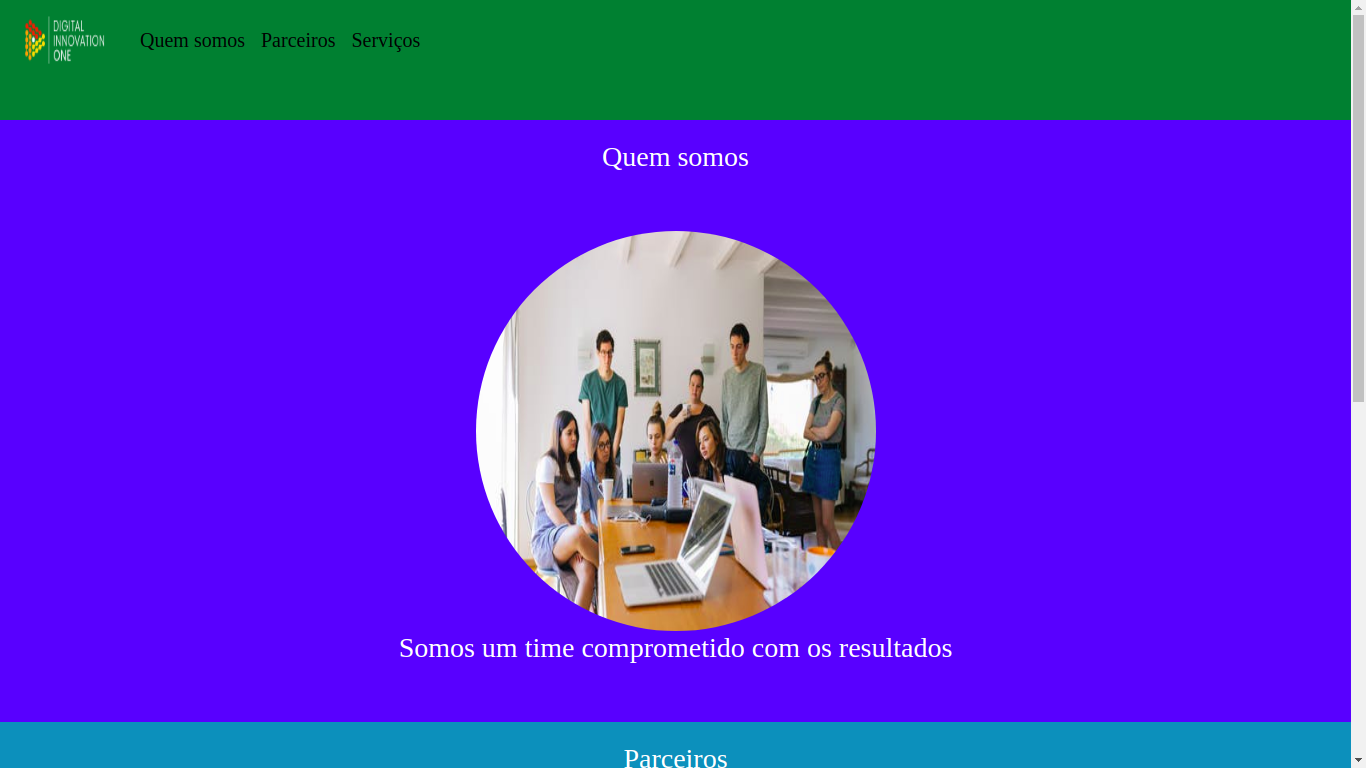 DIGITAL
INNOVATION
ONE
Quem somos Parceiros Serviços
Quem somos
Somos um time comprometido com os resultados
Parceiros